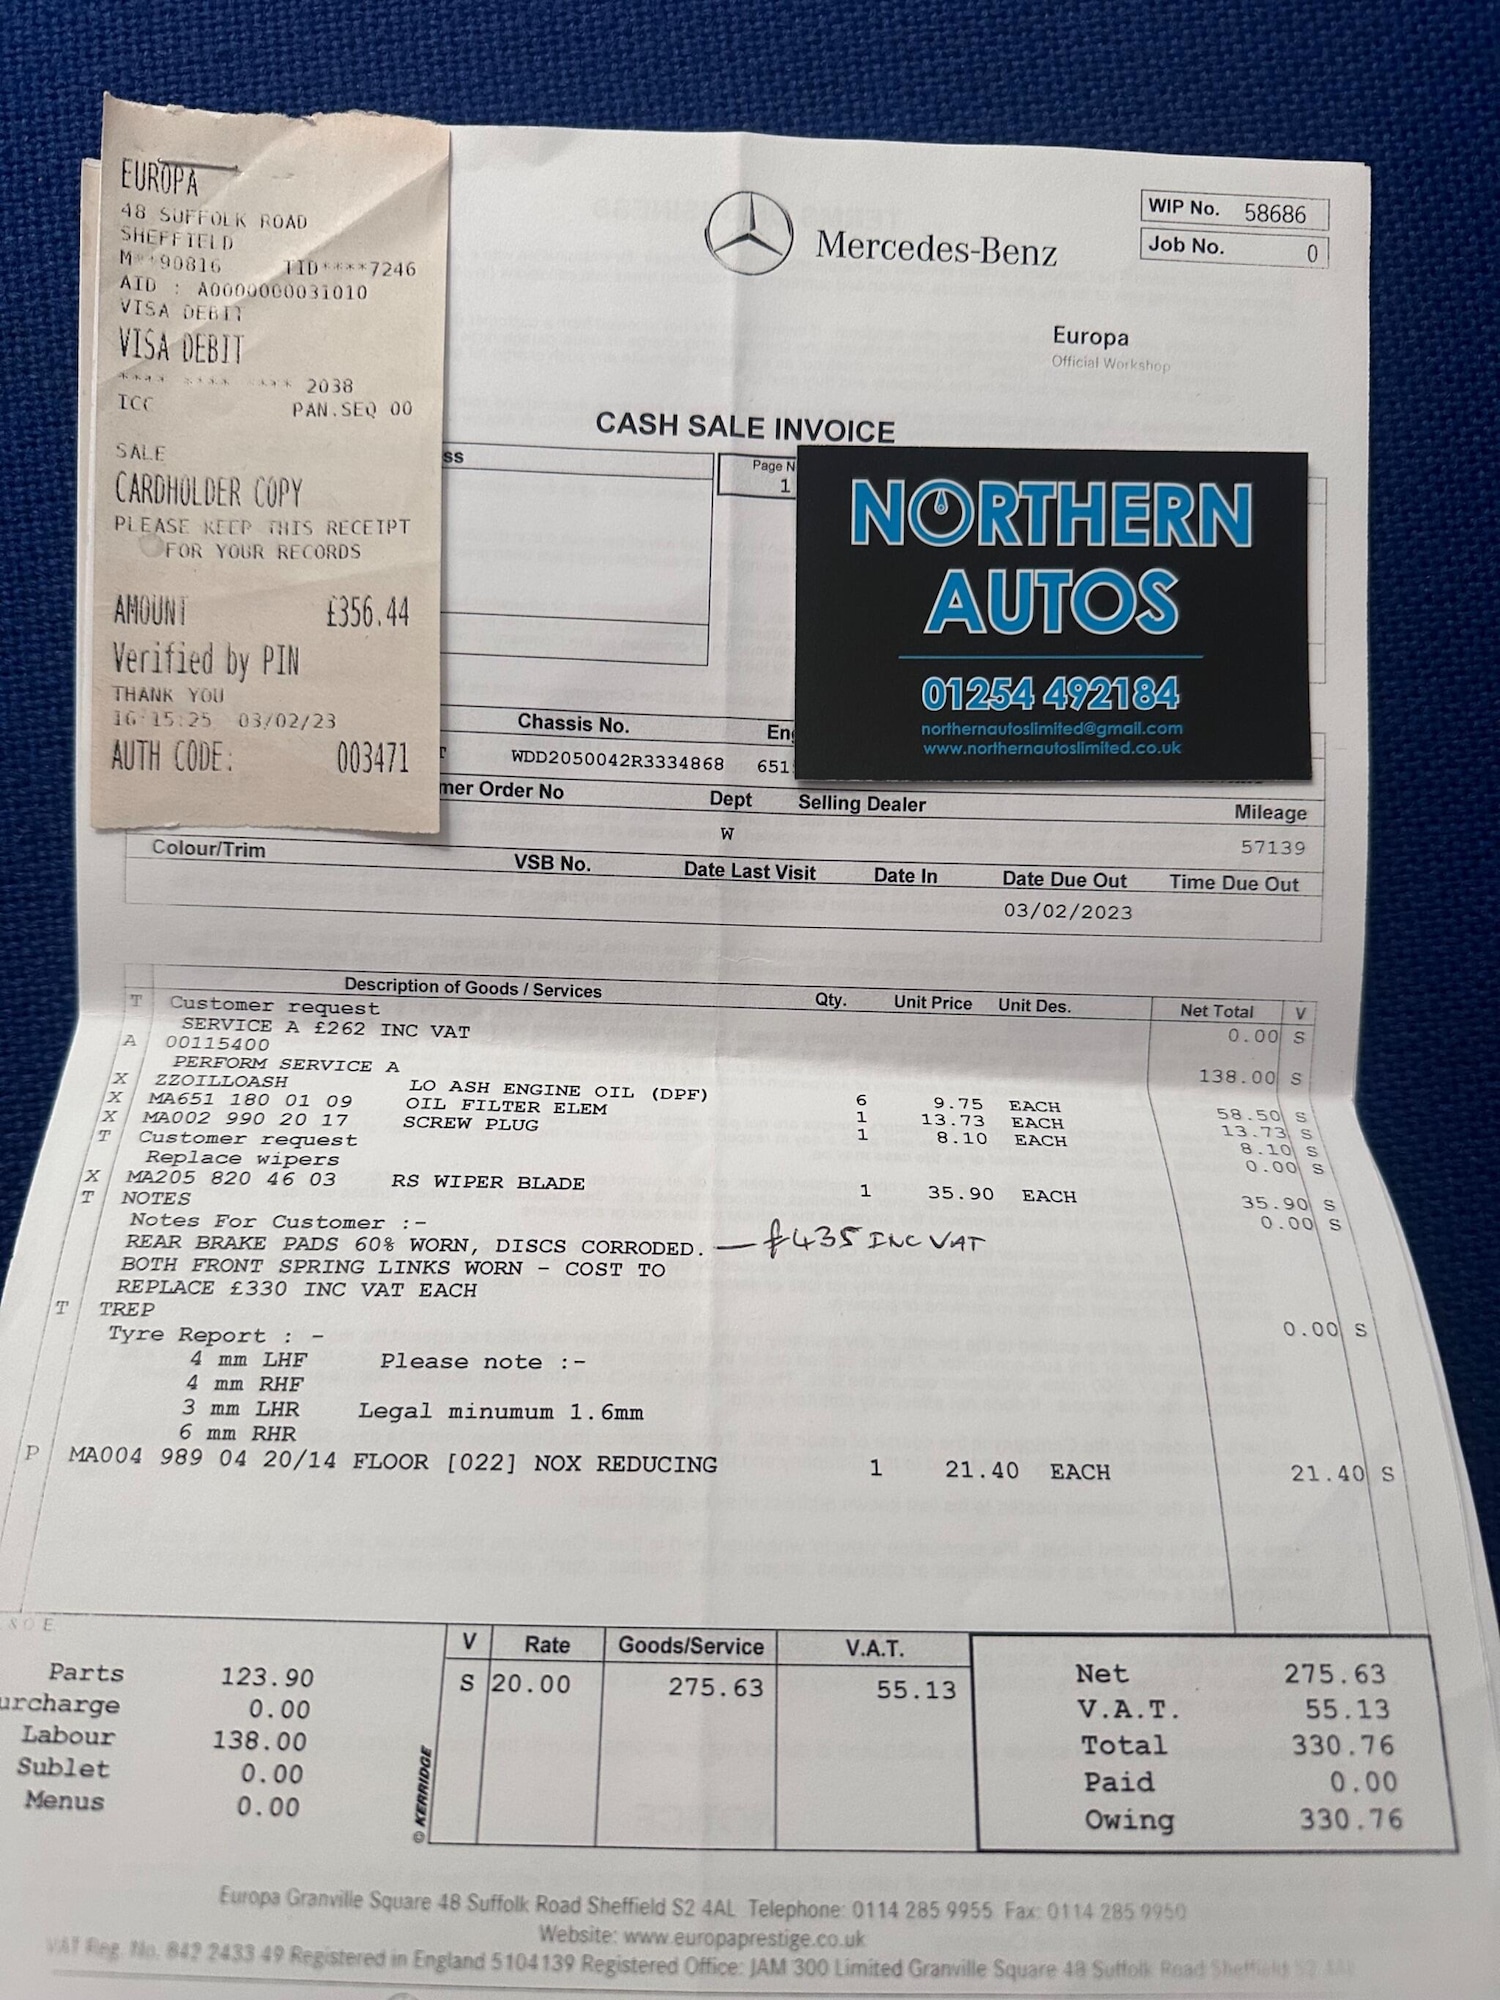 EUROPA
48 SUFFOLK ROAD
SHEFFIELD
M**90816 TID****7246
AID : A0000000031010
VISA DEBIT
VISA DEBIT
**** **** **** 2038
ICC PAN.SEQ 00
SALE
CARDHOLDER COPY
PLEASE KEEP THIS RECEIPT
FOR YOUR RECORDS
AMOUNT £356.44
Verified by PIN
THANK YOU
16:15:25 03/02/23
AUTH CODE: 003471
Mercedes-Benz
WIP No. 58686
Job No. 0
Europa
Official Workshop
CASH SALE INVOICE
ss
Page N
1
NORTHERN
AUTOS
01254 492184
northernautoslimited@gmail.com
www.northernautoslimited.co.uk
Chassis No. Eng
WDD2050042R3334868 651
mer Order No Dept Selling Dealer Mileage
W 57139
Colour/Trim VSB No. Date Last Visit Date In Date Due Out Time Due Out
03/02/2023
Description of Goods / Services Qty. Unit Price Unit Des. Net Total V
T Customer request 0.00 S
SERVICE A £262 INC VAT
A 00115400 138.00 S
PERFORM SERVICE A
X ZZOILLOASH LO ASH ENGINE OIL (DPF) 6 9.75 EACH 58.50 S
X MA651 180 01 09 OIL FILTER ELEM 1 13.73 EACH 13.73 S
X MA002 990 20 17 SCREW PLUG 1 8.10 EACH 8.10 S
T Customer request 0.00 S
Replace wipers
X MA205 820 46 03 RS WIPER BLADE 1 35.90 EACH 35.90 S
T NOTES 0.00 S
Notes For Customer :-
REAR BRAKE PADS 60% WORN, DISCS CORRODED. — £435 INC VAT
BOTH FRONT SPRING LINKS WORN - COST TO
REPLACE £330 INC VAT EACH
T TREP 0.00 S
Tyre Report : -
4 mm LHF Please note :-
4 mm RHF
3 mm LHR Legal minumum 1.6mm
6 mm RHR
P MA004 989 04 20/14 FLOOR [022] NOX REDUCING 1 21.40 EACH 21.40 S
Parts 123.90
urcharge 0.00
Labour 138.00
Sublet 0.00
Menus 0.00
© KERRIDGE
V Rate Goods/Service V.A.T.
S 20.00 275.63 55.13
Net 275.63
V.A.T. 55.13
Total 330.76
Paid 0.00
Owing 330.76
Europa Granville Square 48 Suffolk Road Sheffield S2 4AL Telephone: 0114 285 9955 Fax: 0114 285 9950
Website: www.europaprestige.co.uk
VAT Reg. No. 842 2433 49 Registered in England 5104139 Registered Office: JAM 300 Limited Granville Square 48 Suffolk Road Sheffield S2 4AL